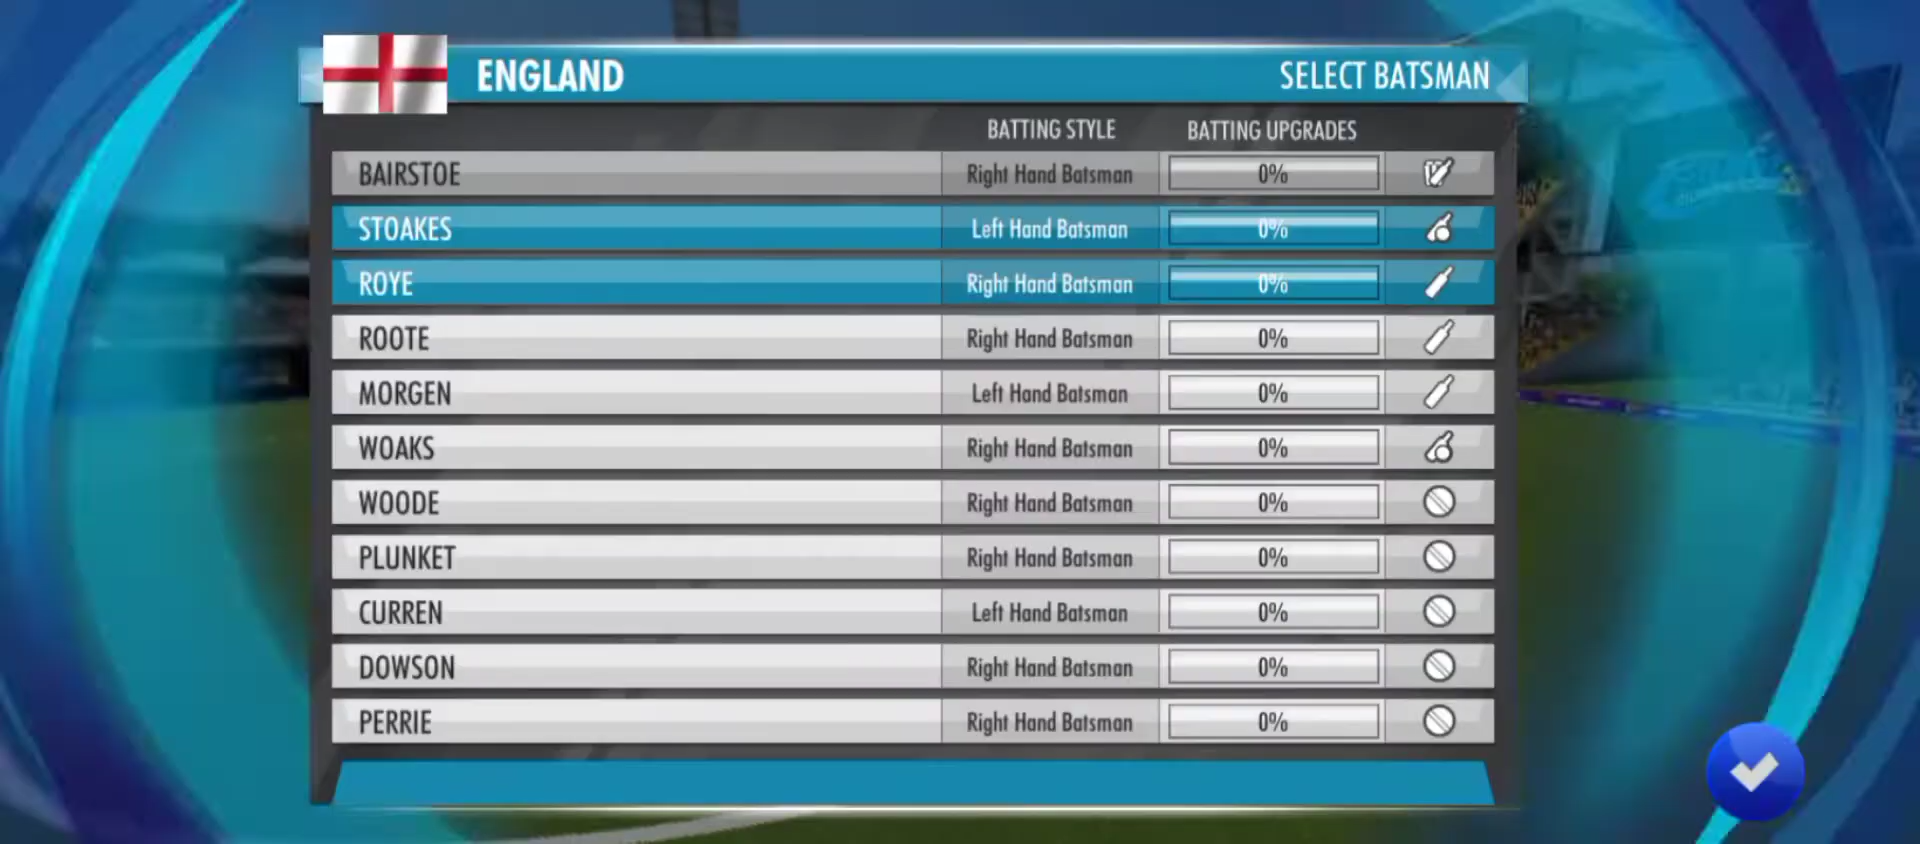 ENGLAND SELECT BATSMAN
BATTING STYLE BATTING UPGRADES
BAIRSTOE Right Hand Batsman 0%
STOAKES Left Hand Batsman 0%
ROYE Right Hand Batsman 0%
ROOTE Right Hand Batsman 0%
MORGEN Left Hand Batsman 0%
WOAKS Right Hand Batsman 0%
WOODE Right Hand Batsman 0%
PLUNKET Right Hand Batsman 0%
CURREN Left Hand Batsman 0%
DOWSON Right Hand Batsman 0%
PERRIE Right Hand Batsman 0%